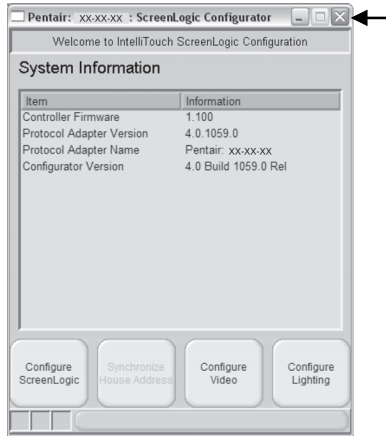 Pentair: xx-xx-xx : ScreenLogic Configurator
Welcome to IntelliTouch ScreenLogic Configuration
System Information
Item Information
Controller Firmware 1.100
Protocol Adapter Version 4.0.1059.0
Protocol Adapter Name Pentair: xx-xx-xx
Configurator Version 4.0 Build 1059.0 Rel
Configure ScreenLogic
Synchronize House Address
Configure Video
Configure Lighting